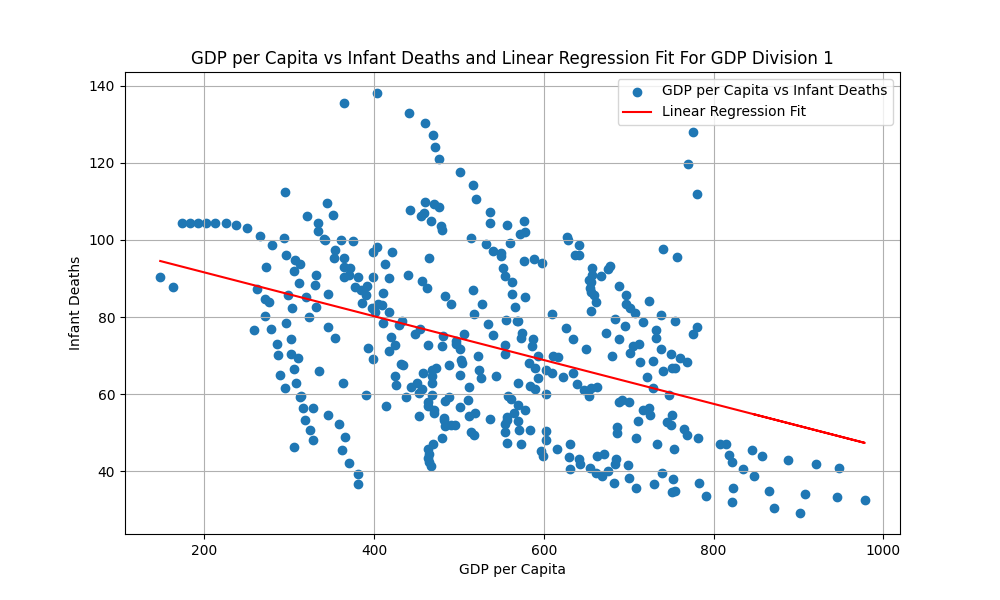 GDP per Capita vs Infant Deaths and Linear Regression Fit For GDP Division 1
GDP per Capita vs Infant Deaths
Linear Regression Fit
140
120
100
80
60
40
Infant Deaths
200
400
600
800
1000
GDP per Capita